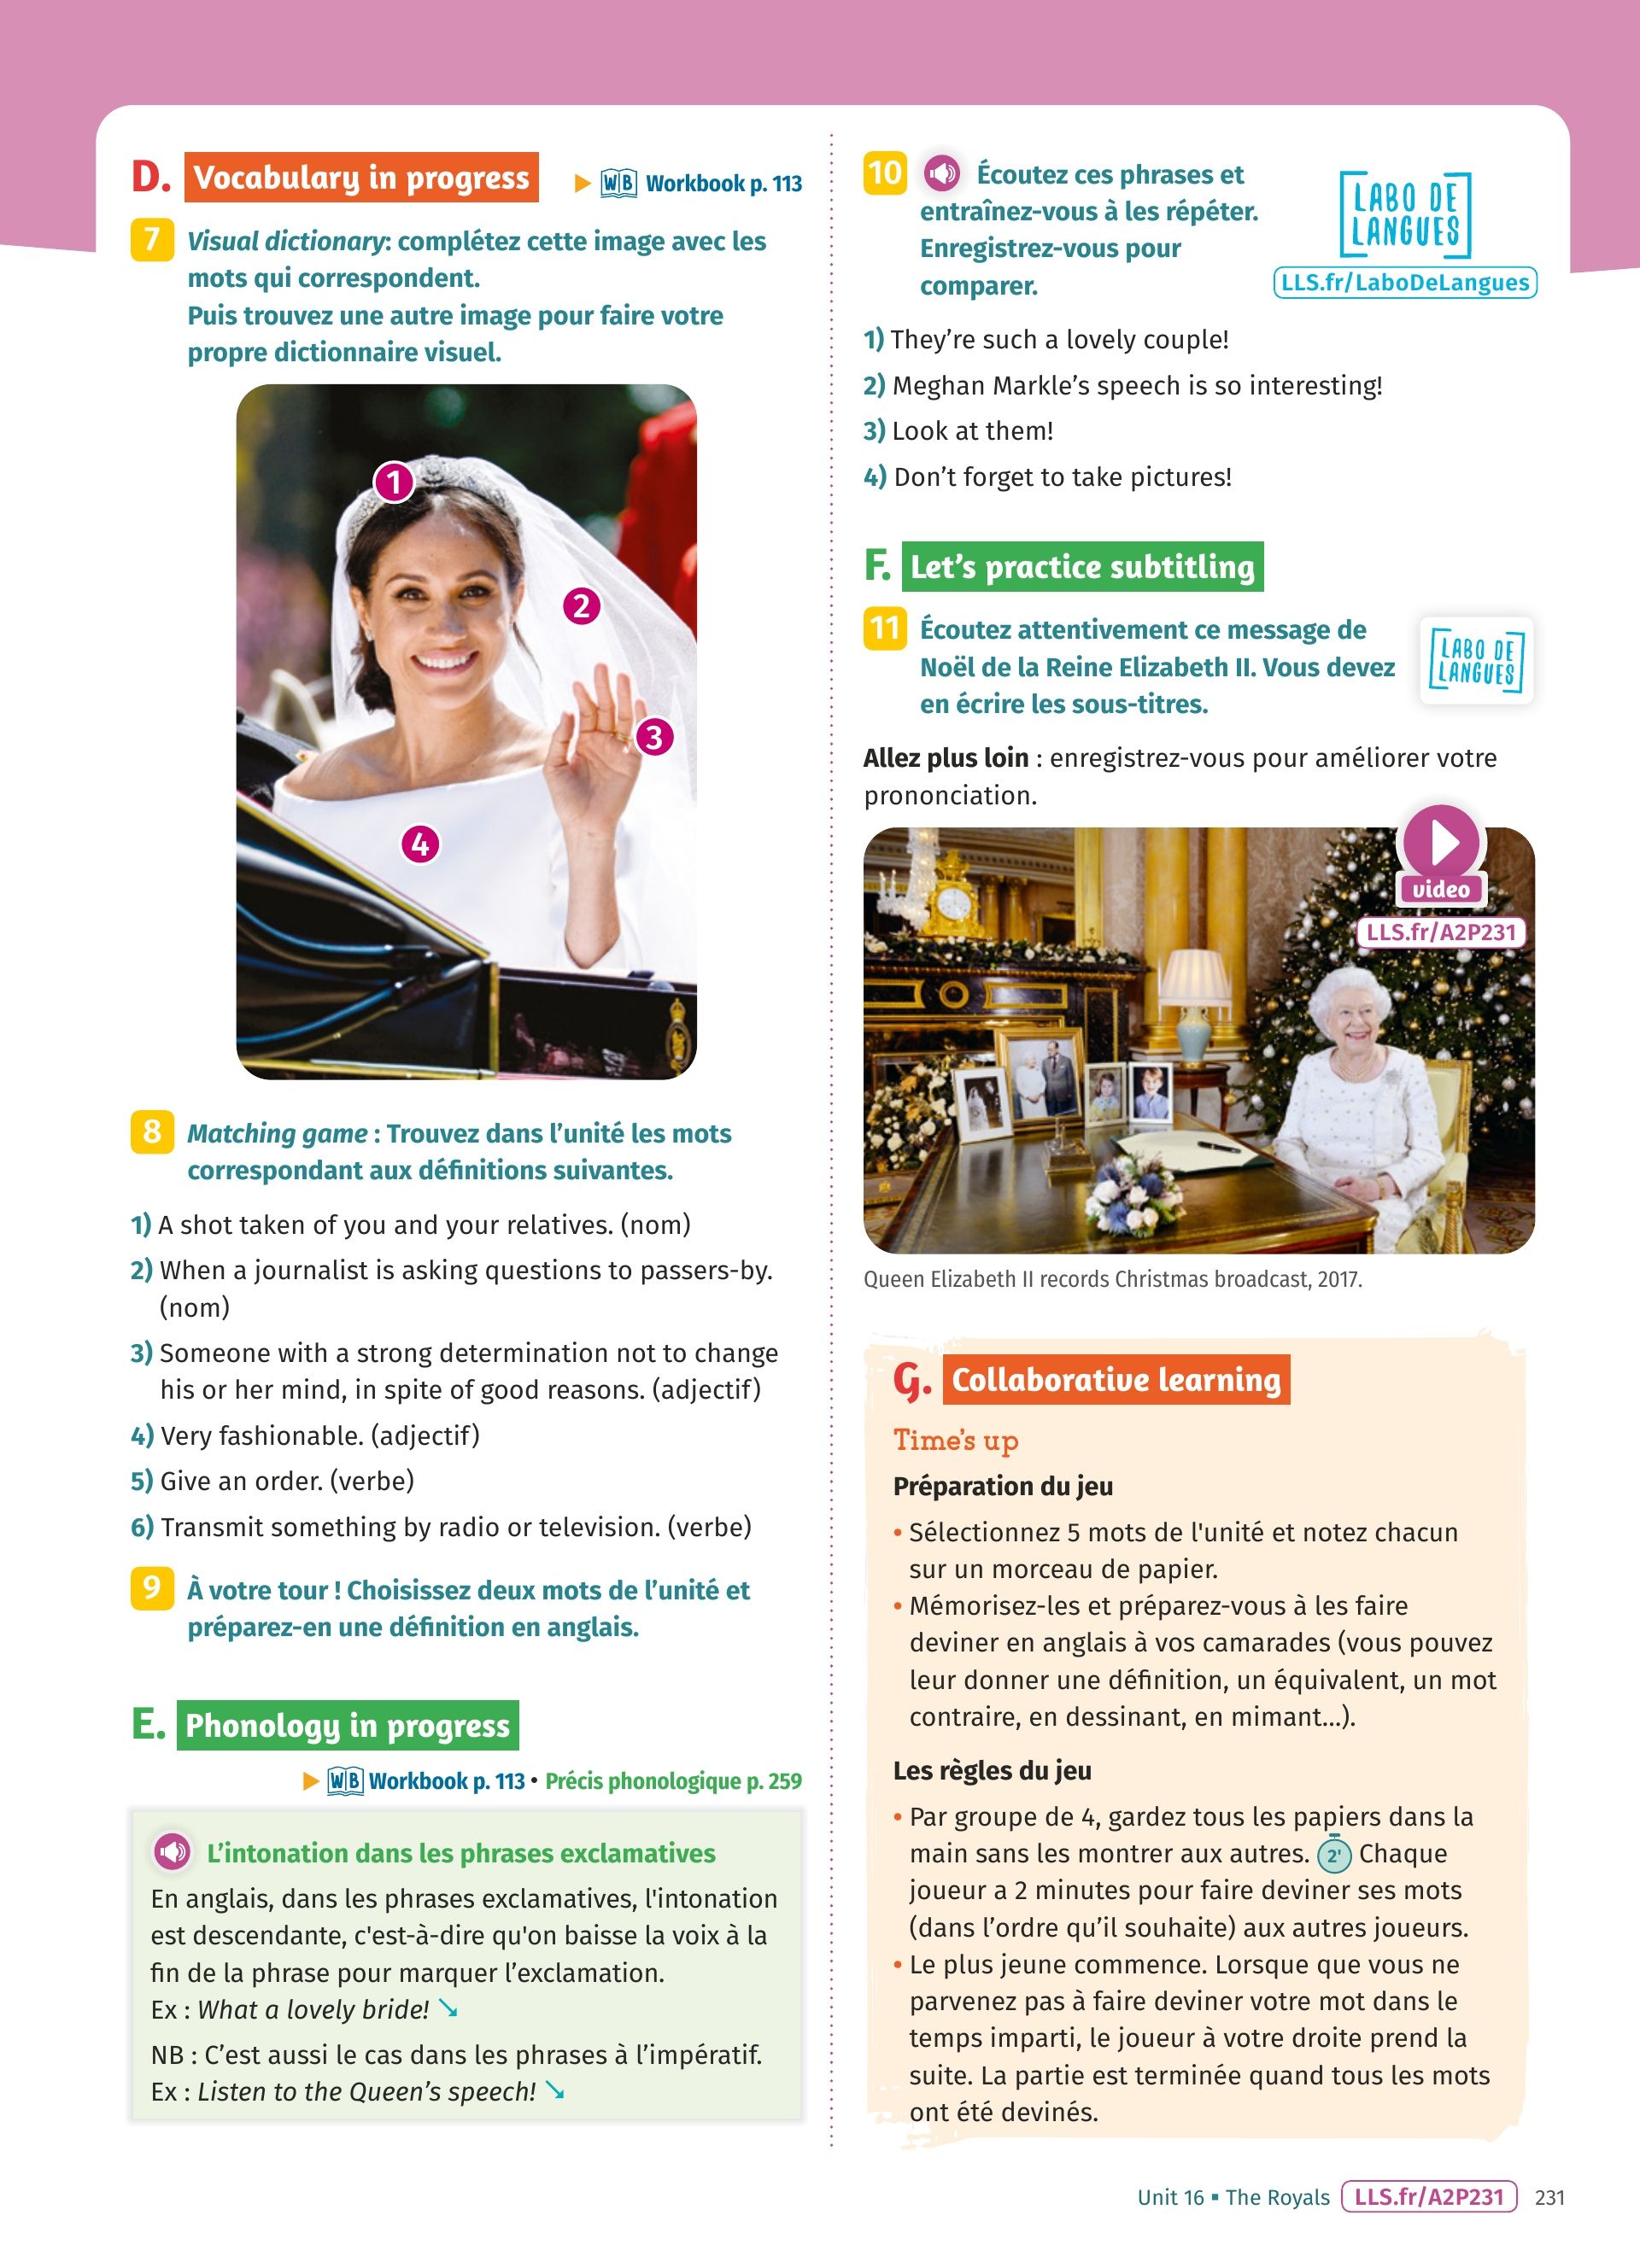 D. Vocabulary in progress
WB Workbook p. 113
7 Visual dictionary: complétez cette image avec les
mots qui correspondent.
Puis trouvez une autre image pour faire votre
propre dictionnaire visuel.
1
2
3
4
8 Matching game : Trouvez dans l’unité les mots
correspondant aux définitions suivantes.
1) A shot taken of you and your relatives. (nom)
2) When a journalist is asking questions to passers-by.
(nom)
3) Someone with a strong determination not to change
his or her mind, in spite of good reasons. (adjectif)
4) Very fashionable. (adjectif)
5) Give an order. (verbe)
6) Transmit something by radio or television. (verbe)
9 À votre tour ! Choisissez deux mots de l’unité et
préparez-en une définition en anglais.
E. Phonology in progress
WB Workbook p. 113 • Précis phonologique p. 259
L’intonation dans les phrases exclamatives
En anglais, dans les phrases exclamatives, l'intonation
est descendante, c'est-à-dire qu'on baisse la voix à la
fin de la phrase pour marquer l’exclamation.
Ex : What a lovely bride! ↘
NB : C’est aussi le cas dans les phrases à l’impératif.
Ex : Listen to the Queen’s speech! ↘
10 Écoutez ces phrases et
entraînez-vous à les répéter.
Enregistrez-vous pour
comparer.
LABO DE
LANGUES
LLS.fr/LaboDeLangues
1) They’re such a lovely couple!
2) Meghan Markle’s speech is so interesting!
3) Look at them!
4) Don’t forget to take pictures!
F. Let’s practice subtitling
11 Écoutez attentivement ce message de
Noël de la Reine Elizabeth II. Vous devez
en écrire les sous-titres.
LABO DE
LANGUES
Allez plus loin : enregistrez-vous pour améliorer votre
prononciation.
video
LLS.fr/A2P231
Queen Elizabeth II records Christmas broadcast, 2017.
G. Collaborative learning
Time’s up
Préparation du jeu
• Sélectionnez 5 mots de l'unité et notez chacun
sur un morceau de papier.
• Mémorisez-les et préparez-vous à les faire
deviner en anglais à vos camarades (vous pouvez
leur donner une définition, un équivalent, un mot
contraire, en dessinant, en mimant...).
Les règles du jeu
• Par groupe de 4, gardez tous les papiers dans la
main sans les montrer aux autres. 2' Chaque
joueur a 2 minutes pour faire deviner ses mots
(dans l’ordre qu’il souhaite) aux autres joueurs.
• Le plus jeune commence. Lorsque que vous ne
parvenez pas à faire deviner votre mot dans le
temps imparti, le joueur à votre droite prend la
suite. La partie est terminée quand tous les mots
ont été devinés.
Unit 16 ▪ The Royals LLS.fr/A2P231 231